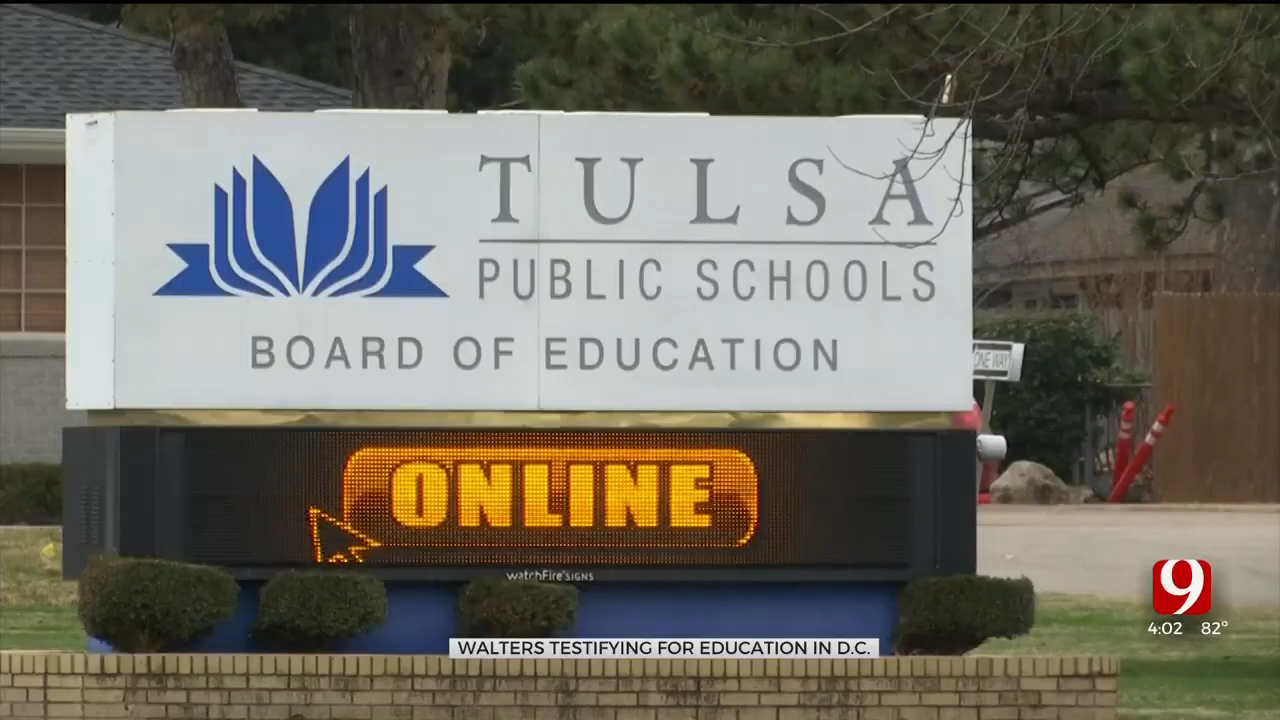 TULSA
PUBLIC SCHOOLS
BOARD OF EDUCATION
ONE WAY
ONLINE
watchFire SIGNS
9
4:02 82°
WALTERS TESTIFYING FOR EDUCATION IN D.C.